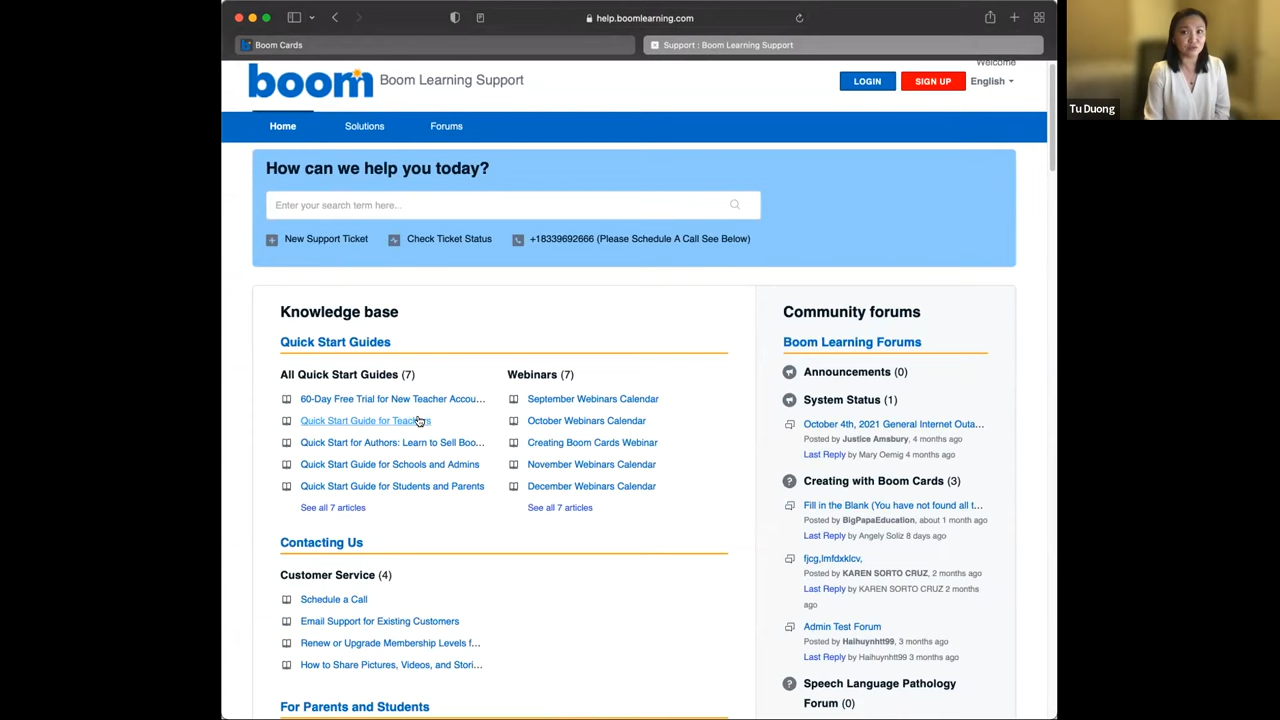 help.boomlearning.com
Boom Cards
Support : Boom Learning Support
Tu Duong
Welcome
boom
Boom Learning Support
LOGIN
SIGN UP
English
Home
Solutions
Forums
How can we help you today?
Enter your search term here...
New Support Ticket
Check Ticket Status
+18339692666 (Please Schedule A Call See Below)
Knowledge base
Quick Start Guides
All Quick Start Guides (7)
60-Day Free Trial for New Teacher Accou...
Quick Start Guide for Teachers
Quick Start for Authors: Learn to Sell Boo...
Quick Start Guide for Schools and Admins
Quick Start Guide for Students and Parents
See all 7 articles
Webinars (7)
September Webinars Calendar
October Webinars Calendar
Creating Boom Cards Webinar
November Webinars Calendar
December Webinars Calendar
See all 7 articles
Contacting Us
Customer Service (4)
Schedule a Call
Email Support for Existing Customers
Renew or Upgrade Membership Levels f...
How to Share Pictures, Videos, and Stori...
For Parents and Students
Community forums
Boom Learning Forums
Announcements (0)
System Status (1)
October 4th, 2021 General Internet Outa...
Posted by Justice Amsbury, 4 months ago
Last Reply by Mary Oemig 4 months ago
Creating with Boom Cards (3)
Fill in the Blank (You have not found all t...
Posted by BigPapaEducation, about 1 month ago
Last Reply by Angely Soliz 8 days ago
fjcg,lmfdxklcv,
Posted by KAREN SORTO CRUZ, 2 months ago
Last Reply by KAREN SORTO CRUZ 2 months
ago
Admin Test Forum
Posted by Haihuynhtt99, 3 months ago
Last Reply by Haihuynhtt99 3 months ago
Speech Language Pathology
Forum (0)